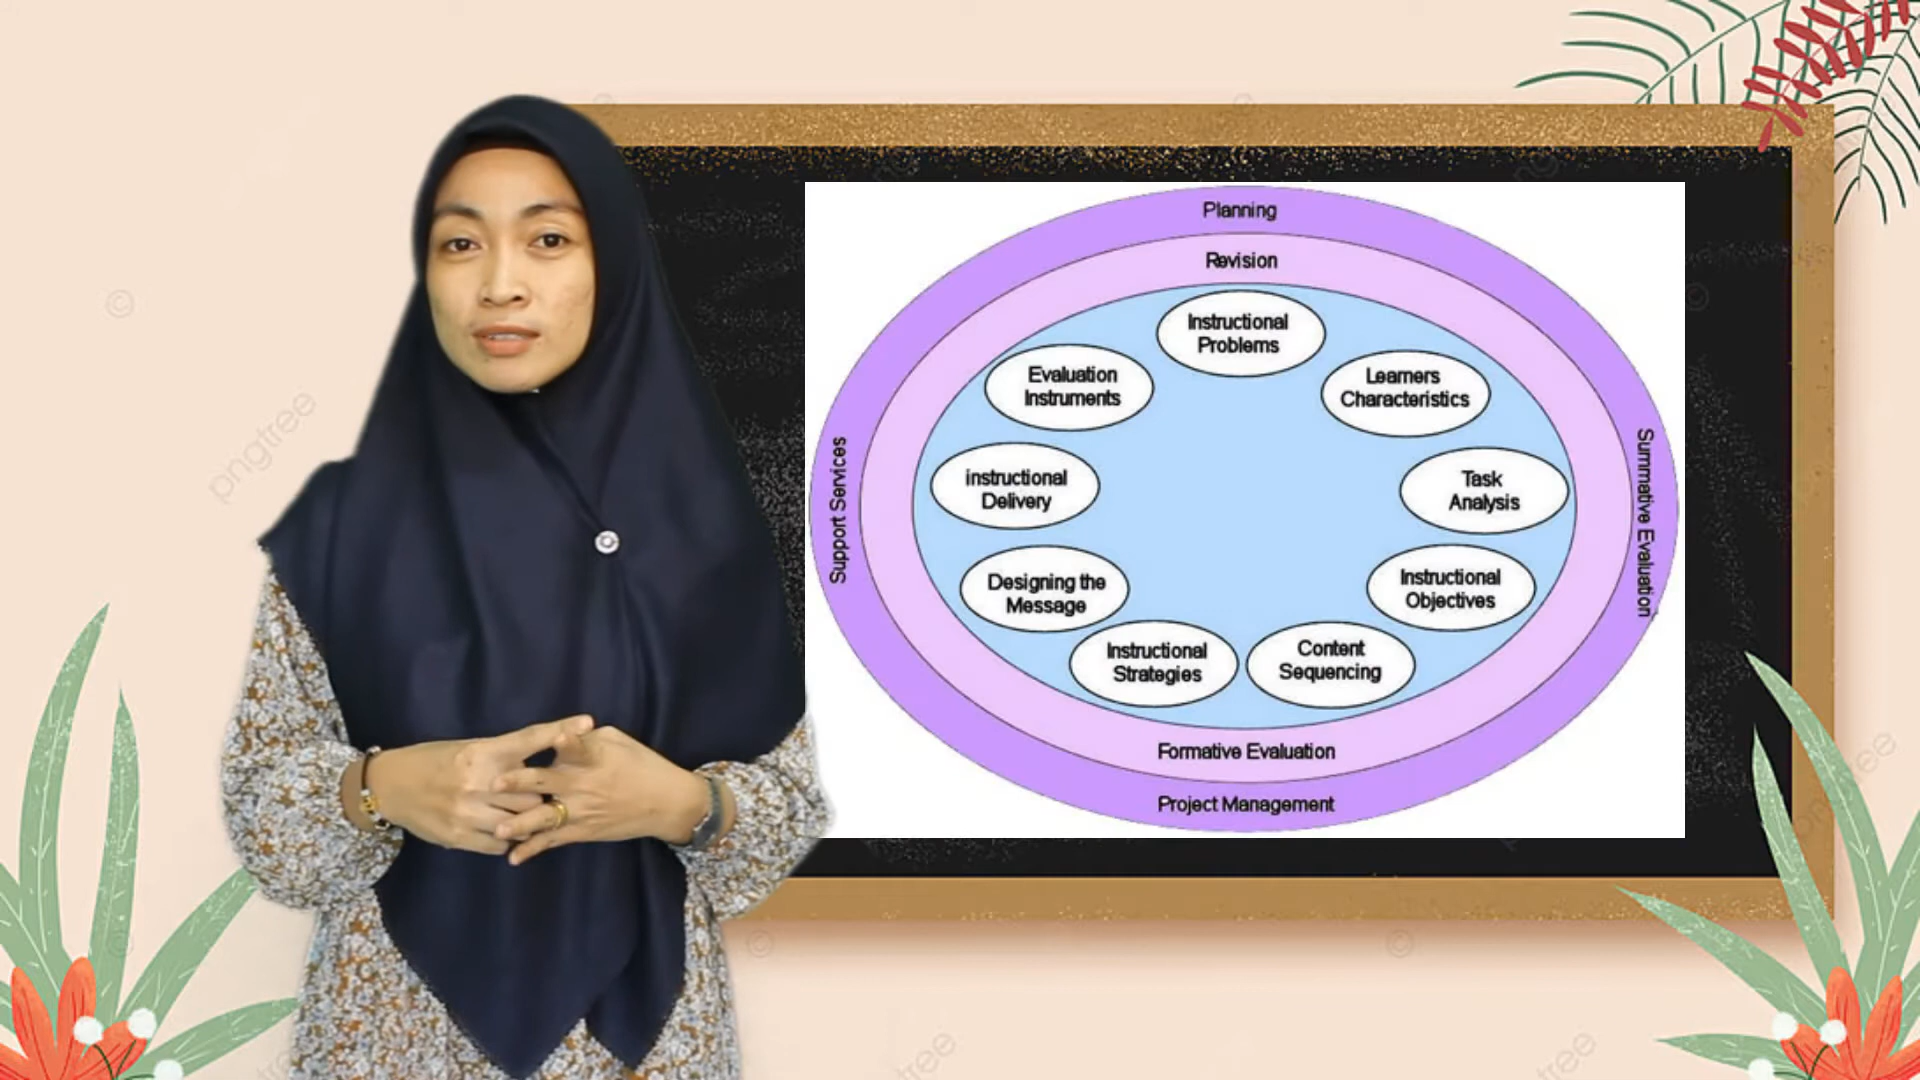 Planning
Revision
Instructional
Problems
Evaluation
Instruments
Learners
Characteristics
instructional
Delivery
Task
Analysis
Support Services
Summative Evaluation
Designing the
Message
Instructional
Objectives
Instructional
Strategies
Content
Sequencing
Formative Evaluation
Project Management
pngtree